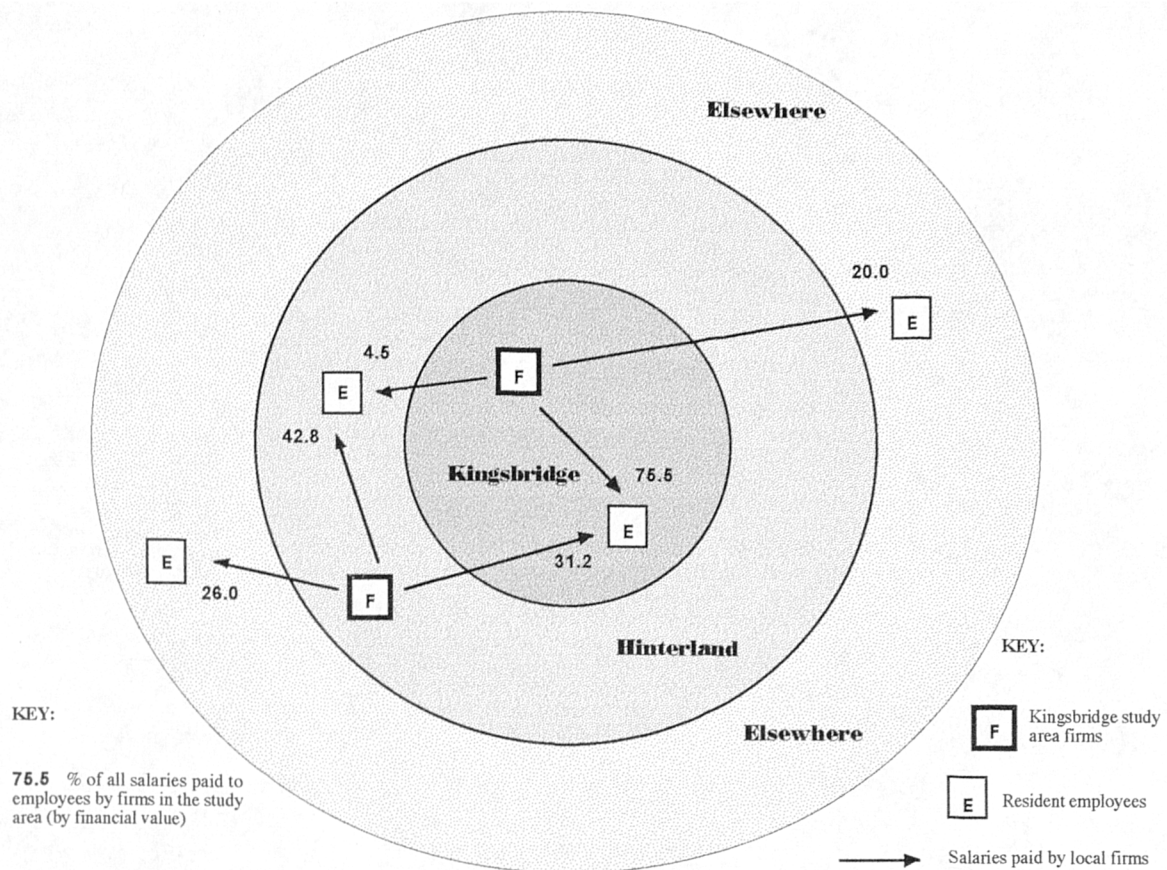 Elsewhere
20.0
E
4.5
F
E
42.8
Kingsbridge
75.5
E
31.2
E
26.0
F
Hinterland
KEY:
KEY:
F
Kingsbridge study
area firms
Elsewhere
75.5 % of all salaries paid to
employees by firms in the study
area (by financial value)
E
Resident employees
Salaries paid by local firms